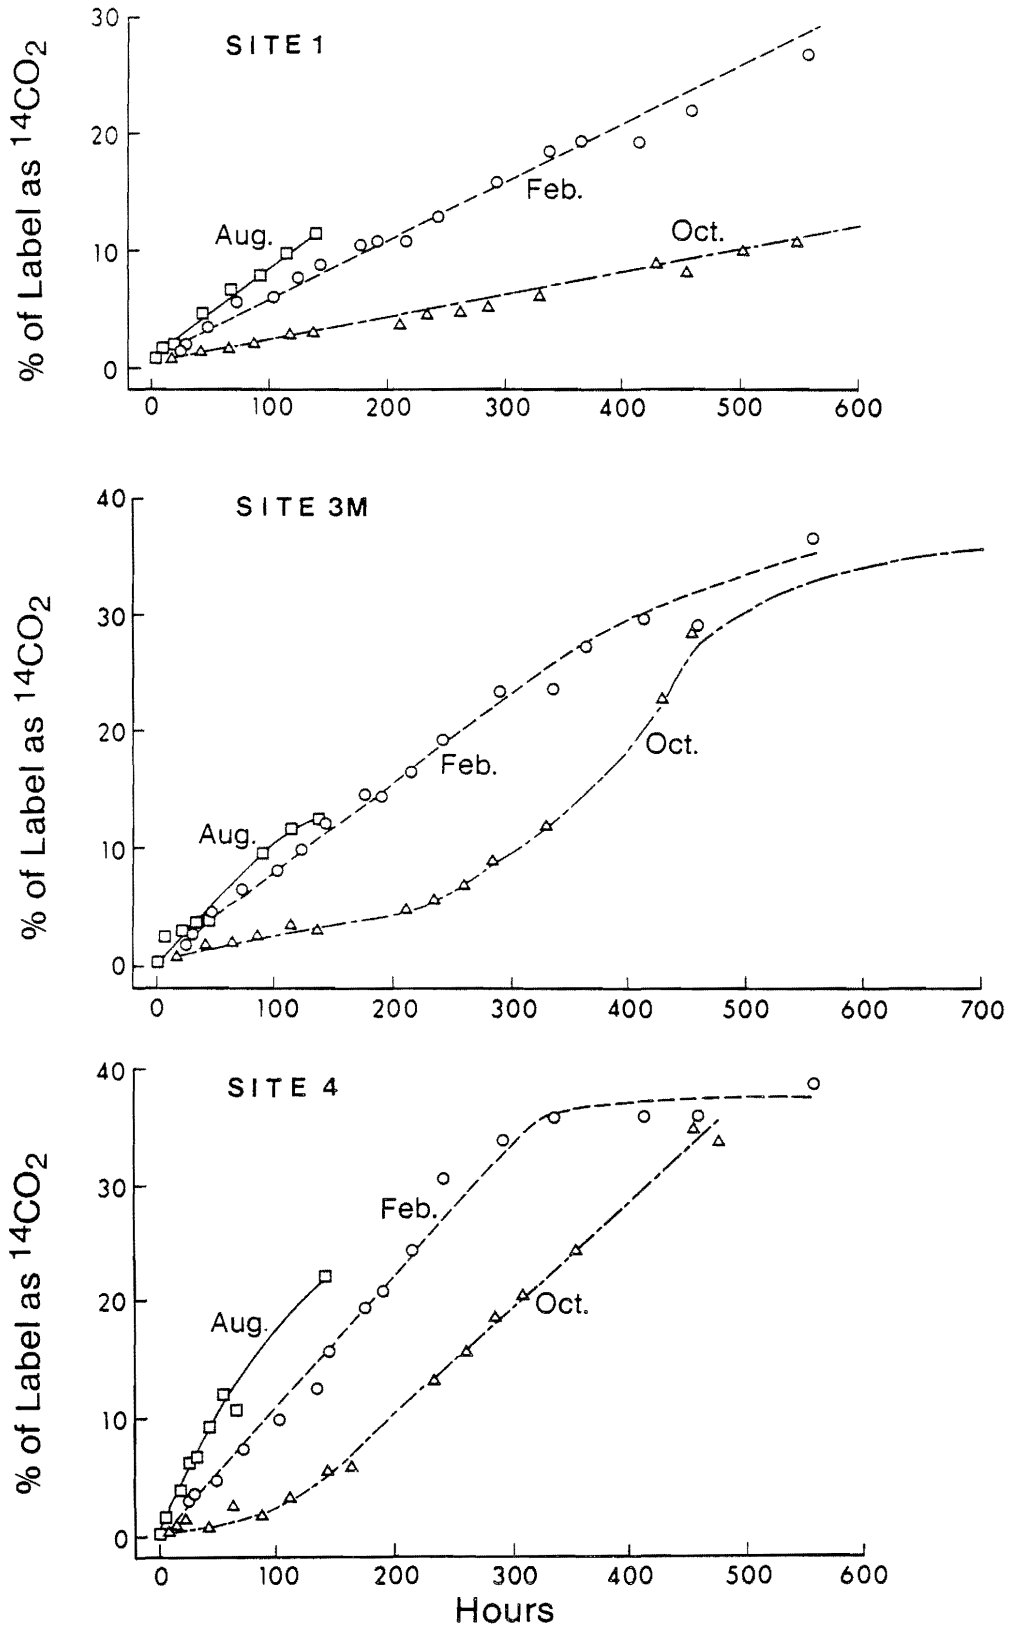 SITE 1
% of Label as 14CO2
30
20
10
0
Aug.
Feb.
Oct.
0 100 200 300 400 500 600
SITE 3M
% of Label as 14CO2
40
30
20
10
0
Aug.
Feb.
Oct.
0 100 200 300 400 500 600 700
SITE 4
% of Label as 14CO2
40
30
20
10
0
Aug.
Feb.
Oct.
0 100 200 300 400 500 600
Hours